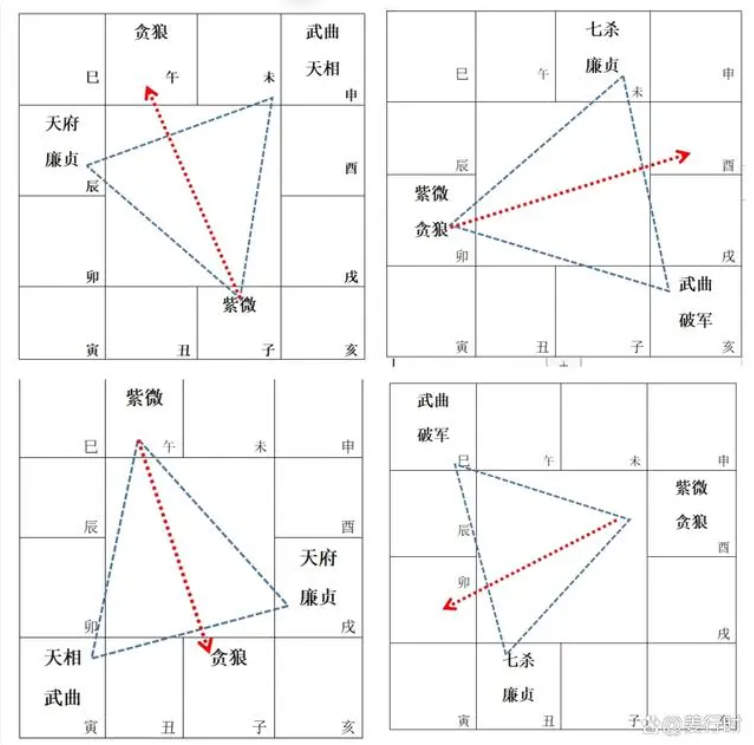 贪狼
武曲
天相
巳
午
未
申
天府
廉贞
辰
酉
卯
戌
紫微
寅
丑
子
亥
七杀
廉贞
巳
午
未
申
辰
酉
紫微
贪狼
卯
戌
武曲
破军
寅
丑
子
亥
紫微
巳
午
未
申
辰
酉
天府
廉贞
卯
戌
天相
武曲
贪狼
寅
丑
子
亥
武曲
破军
巳
午
未
申
紫微
贪狼
辰
酉
卯
戌
七杀
廉贞
寅
丑
子
亥
@姜行时